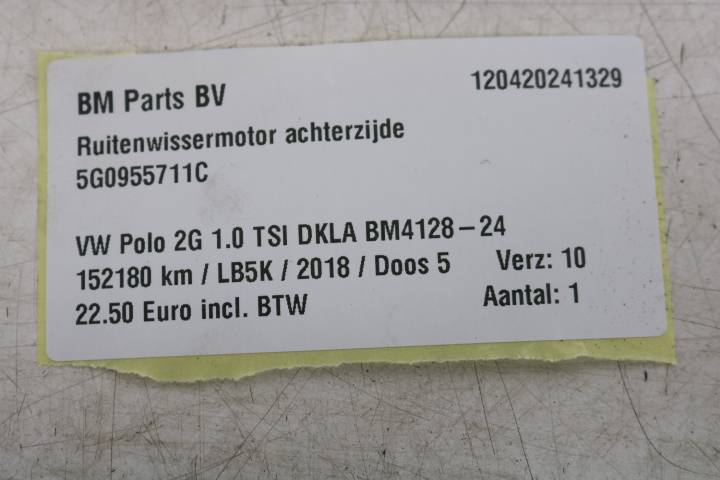 BM Parts BV 120420241329
Ruitenwissermotor achterzijde
5G0955711C
VW Polo 2G 1.0 TSI DKLA BM4128-24
152180 km / LB5K / 2018 / Doos 5 Verz: 10
22.50 Euro incl. BTW Aantal: 1